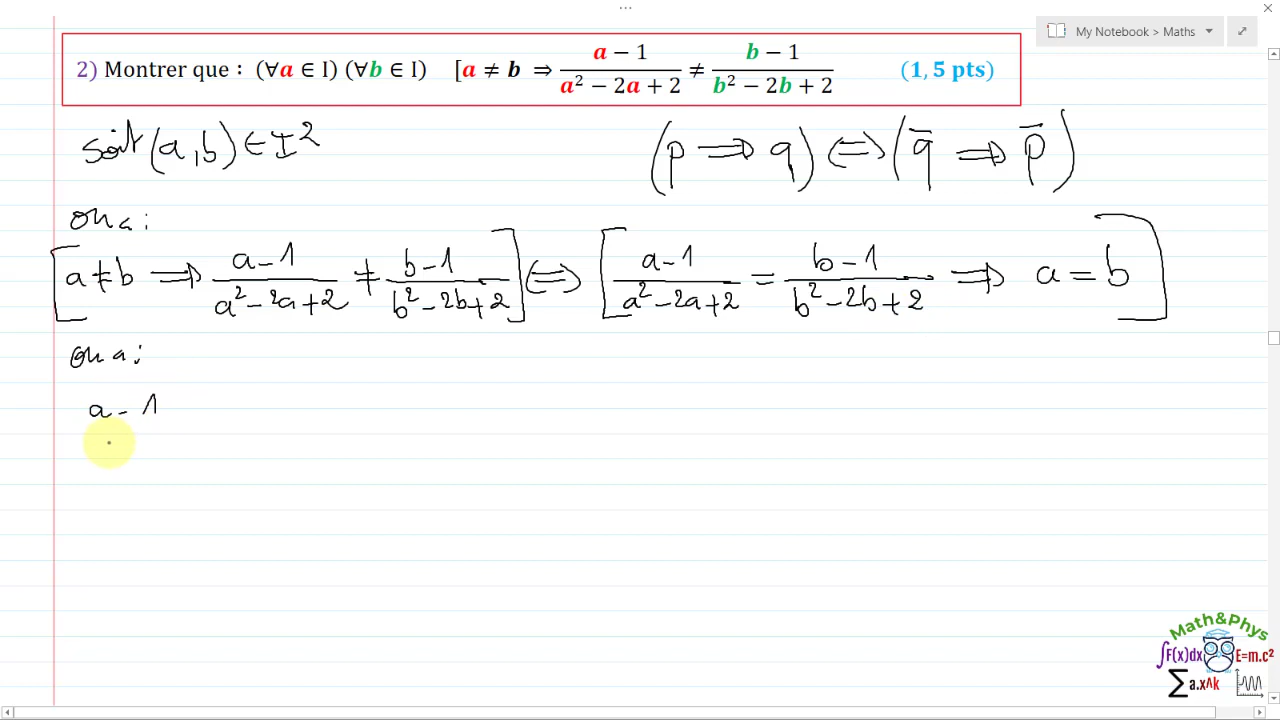 My Notebook > Maths
2) Montrer que : (∀a ∈ I) (∀b ∈ I) [a ≠ b ⇒ (a − 1)/(a² − 2a + 2) ≠ (b − 1)/(b² − 2b + 2) (1,5 pts)
soit (a,b) ∈ I² (p ⟹ q) ⟺ (q̅ ⟹ p̅)
on a :
[a ≠ b ⟹ (a − 1)/(a² − 2a + 2) ≠ (b − 1)/(b² − 2b + 2)] ⟺ [(a − 1)/(a² − 2a + 2) = (b − 1)/(b² − 2b + 2) ⟹ a = b]
on a :
a − 1
Math&Phys
∫F(x)dx E=m.c²
∑ a.x^k